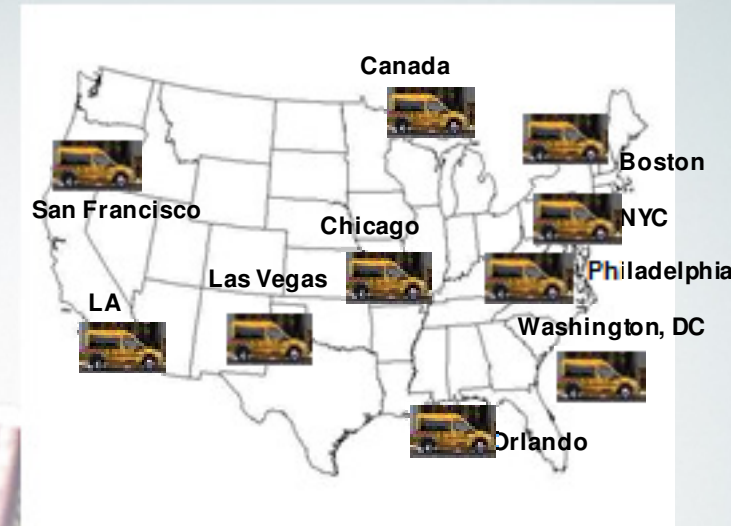 Canada
Boston
San Francisco
NYC
Chicago
Philadelphia
Las Vegas
LA
Washington, DC
Orlando